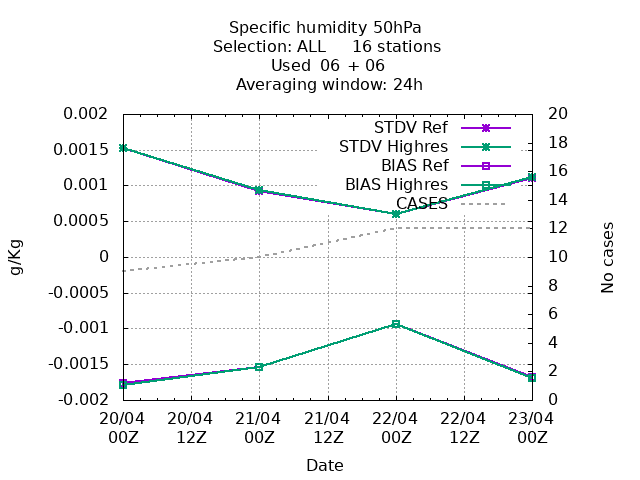 Specific humidity 50hPa
Selection: ALL 16 stations
Used 06 + 06
Averaging window: 24h
0.002
0.0015
0.001
0.0005
0
-0.0005
-0.001
-0.0015
-0.002
g/Kg
STDV Ref
STDV Highres
BIAS Ref
BIAS Highres
CASES
20
18
16
14
12
10
8
6
4
2
0
No cases
20/04 20/04 21/04 21/04 22/04 22/04 23/04
00Z 12Z 00Z 12Z 00Z 12Z 00Z
Date